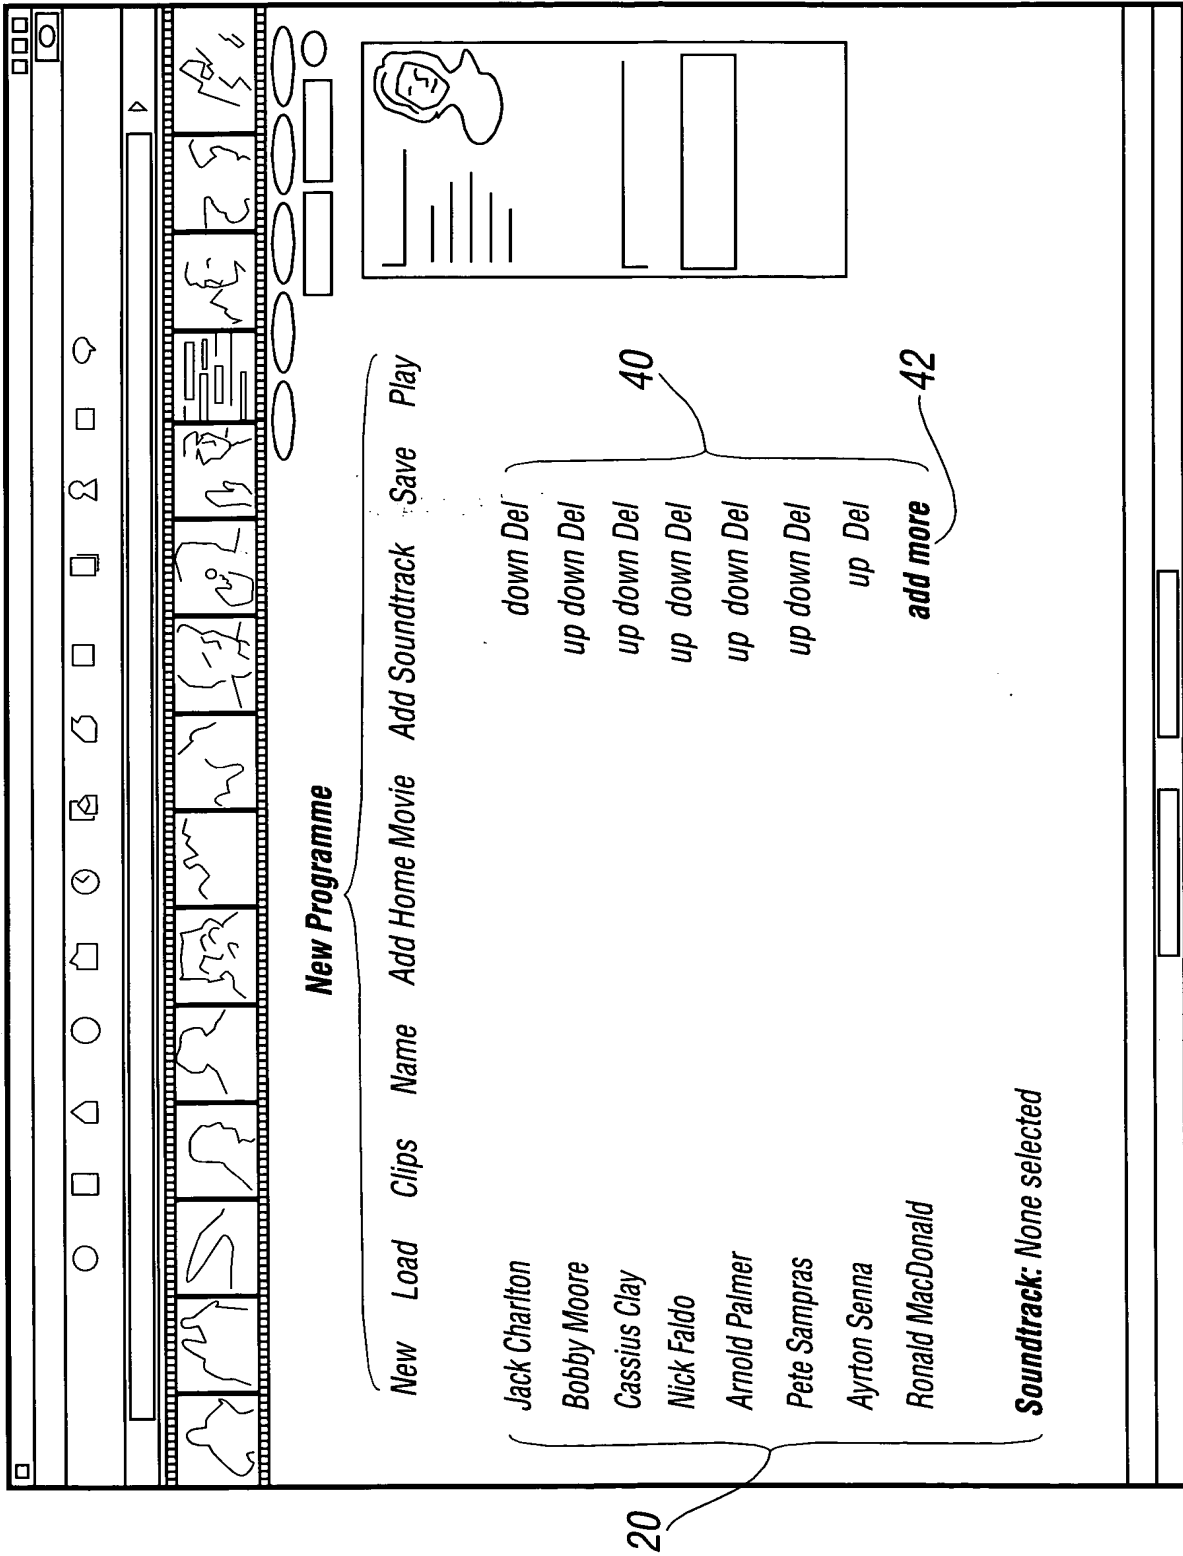 New Programme
New Load Clips Name Add Home Movie Add Soundtrack Save Play
Jack Charlton down Del
Bobby Moore up down Del
Cassius Clay up down Del
Nick Faldo up down Del
Arnold Palmer up down Del
Pete Sampras up down Del
Ayrton Senna up Del
Ronald MacDonald add more
Soundtrack: None selected
20
40
42